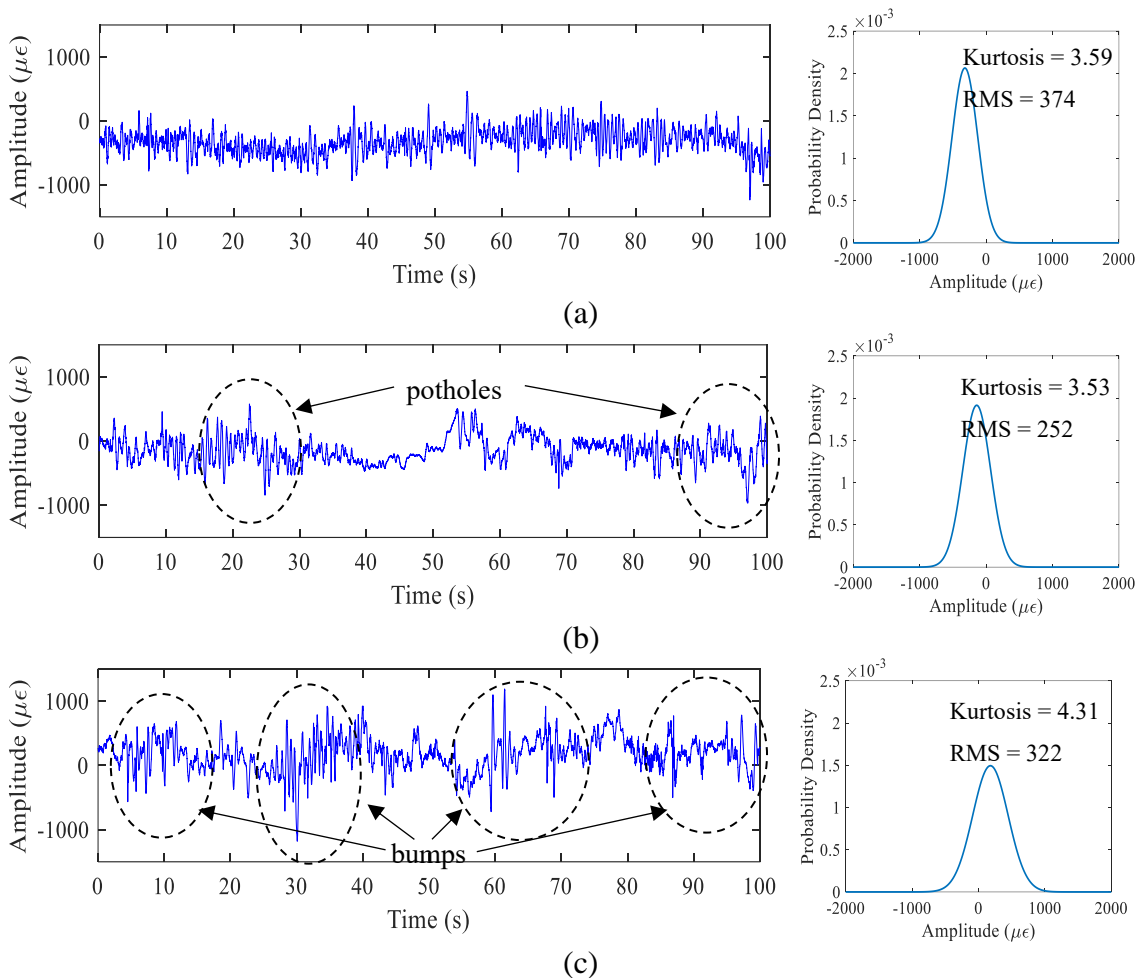 Amplitude (με)
1000
0
-1000
0 10 20 30 40 50 60 70 80 90 100
Time (s)
×10⁻³
2.5
2
1.5
1
0.5
0
Probability Density
Kurtosis = 3.59
RMS = 374
-2000 -1000 0 1000 2000
Amplitude (με)
(a)
Amplitude (με)
1000
0
-1000
potholes
0 10 20 30 40 50 60 70 80 90 100
Time (s)
×10⁻³
2.5
2
1.5
1
0.5
0
Probability Density
Kurtosis = 3.53
RMS = 252
-2000 -1000 0 1000 2000
Amplitude (με)
(b)
Amplitude (με)
1000
0
-1000
bumps
0 10 20 30 40 50 60 70 80 90 100
Time (s)
×10⁻³
2.5
2
1.5
1
0.5
0
Probability Density
Kurtosis = 4.31
RMS = 322
-2000 -1000 0 1000 2000
Amplitude (με)
(c)